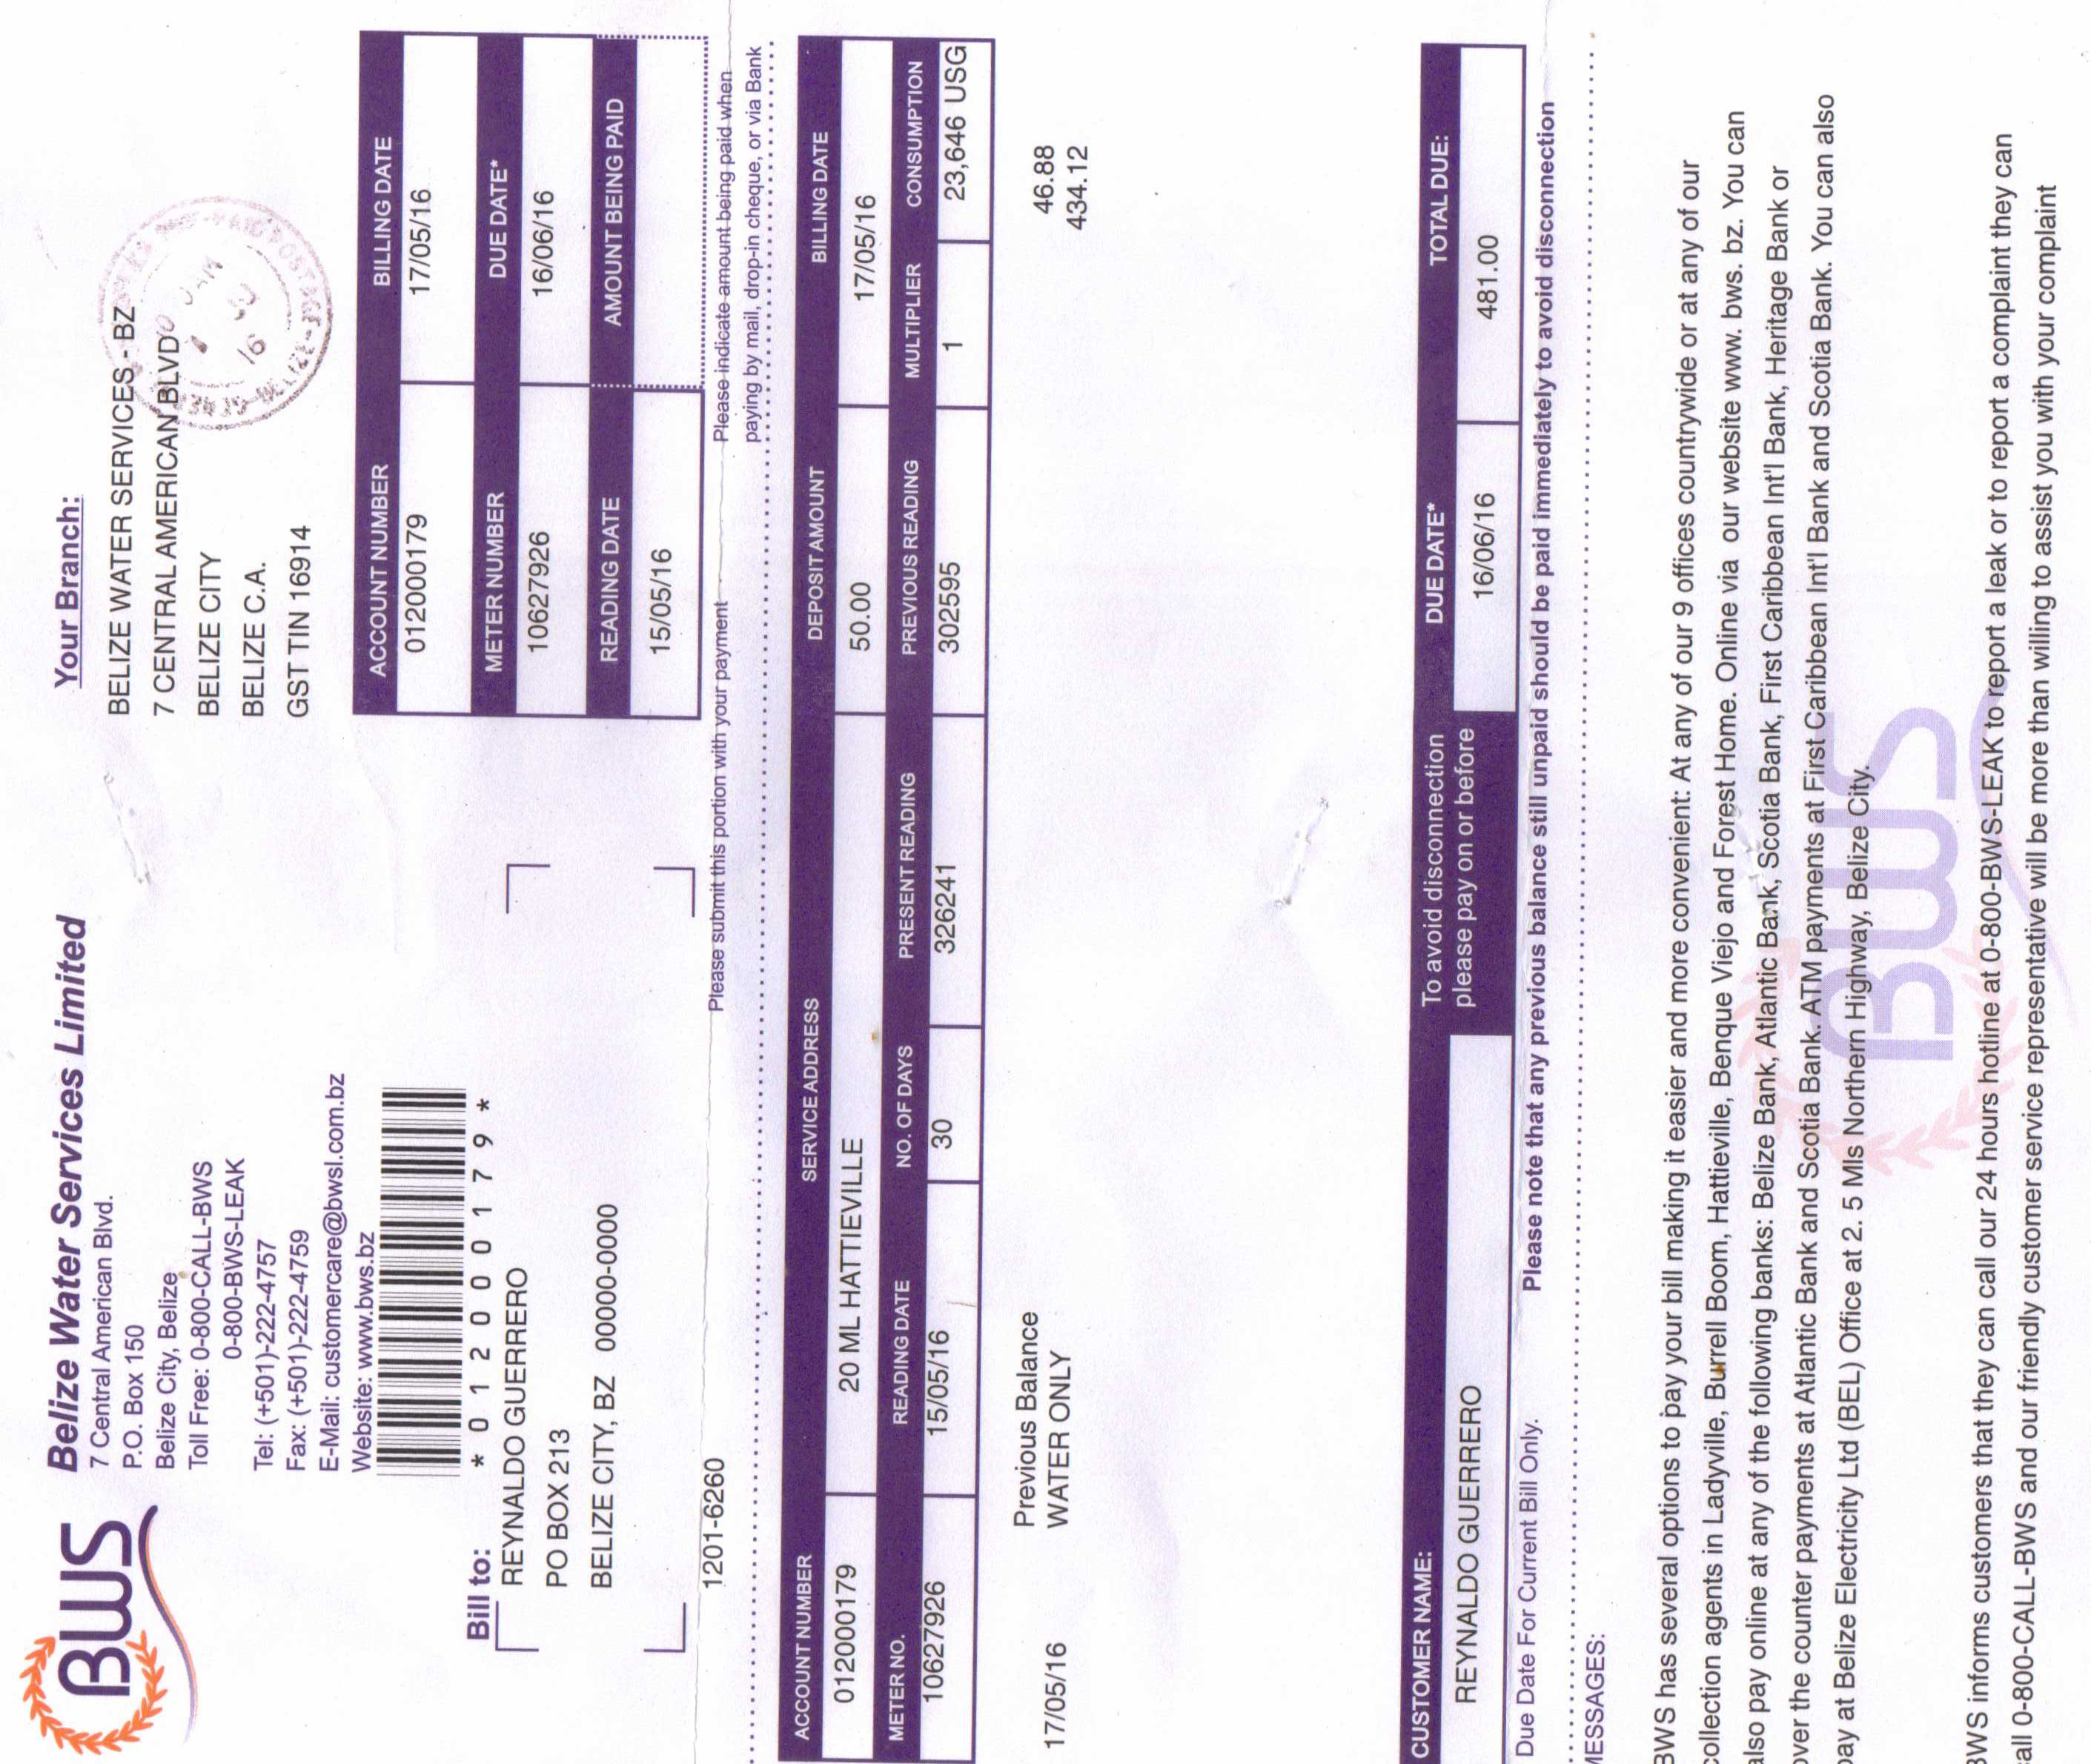 BWS
Belize Water Services Limited
7 Central American Blvd.
P.O. Box 150
Belize City, Belize
Toll Free: 0-800-CALL-BWS
0-800-BWS-LEAK
Tel: (+501)-222-4757
Fax: (+501)-222-4759
E-Mail: customercare@bwsl.com.bz
Website: www.bws.bz
* 0 1 2 0 0 0 1 7 9 *
Your Branch:
BELIZE WATER SERVICES - BZ
7 CENTRAL AMERICAN BLVD
BELIZE CITY
BELIZE C.A.
GST TIN 16914
Bill to:
REYNALDO GUERRERO
PO BOX 213
BELIZE CITY, BZ 00000-0000
1201-6260
ACCOUNT NUMBER BILLING DATE
012000179 17/05/16
METER NUMBER DUE DATE*
10627926 16/06/16
READING DATE AMOUNT BEING PAID
15/05/16
Please submit this portion with your payment
Please indicate amount being paid when
paying by mail, drop-in cheque, or via Bank
ACCOUNT NUMBER SERVICE ADDRESS DEPOSIT AMOUNT BILLING DATE
012000179 20 ML HATTIEVILLE 50.00 17/05/16
METER NO. READING DATE NO. OF DAYS PRESENT READING PREVIOUS READING MULTIPLIER CONSUMPTION
10627926 15/05/16 30 326241 302595 1 23,646 USG
Previous Balance 46.88
17/05/16 WATER ONLY 434.12
CUSTOMER NAME: To avoid disconnection DUE DATE* TOTAL DUE:
REYNALDO GUERRERO please pay on or before 16/06/16 481.00
Due Date For Current Bill Only. Please note that any previous balance still unpaid should be paid immediately to avoid disconnection
MESSAGES:
BWS has several options to pay your bill making it easier and more convenient: At any of our 9 offices countrywide or at any of our
collection agents in Ladyville, Burrell Boom, Hattieville, Benque Viejo and Forest Home. Online via our website www. bws. bz. You can
also pay online at any of the following banks: Belize Bank, Atlantic Bank, Scotia Bank, First Caribbean Int'l Bank, Heritage Bank or
over the counter payments at Atlantic Bank and Scotia Bank. ATM payments at First Caribbean Int'l Bank and Scotia Bank. You can also
pay at Belize Electricity Ltd (BEL) Office at 2. 5 Mls Northern Highway, Belize City.
BWS
BWS informs customers that they can call our 24 hours hotline at 0-800-BWS-LEAK to report a leak or to report a complaint they can
call 0-800-CALL-BWS and our friendly customer service representative will be more than willing to assist you with your complaint